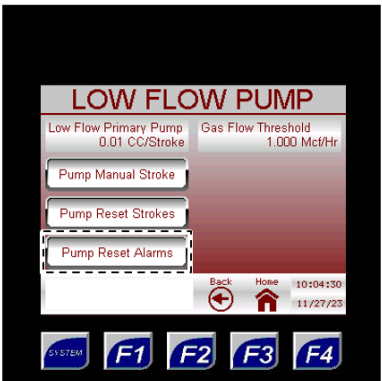 LOW FLOW PUMP
Low Flow Primary Pump
0.01 CC/Stroke
Gas Flow Threshold
1.000 Mcf/Hr
Pump Manual Stroke
Pump Reset Strokes
Pump Reset Alarms
Back
Home
10:04:30
11/27/23
SYSTEM
F1
F2
F3
F4